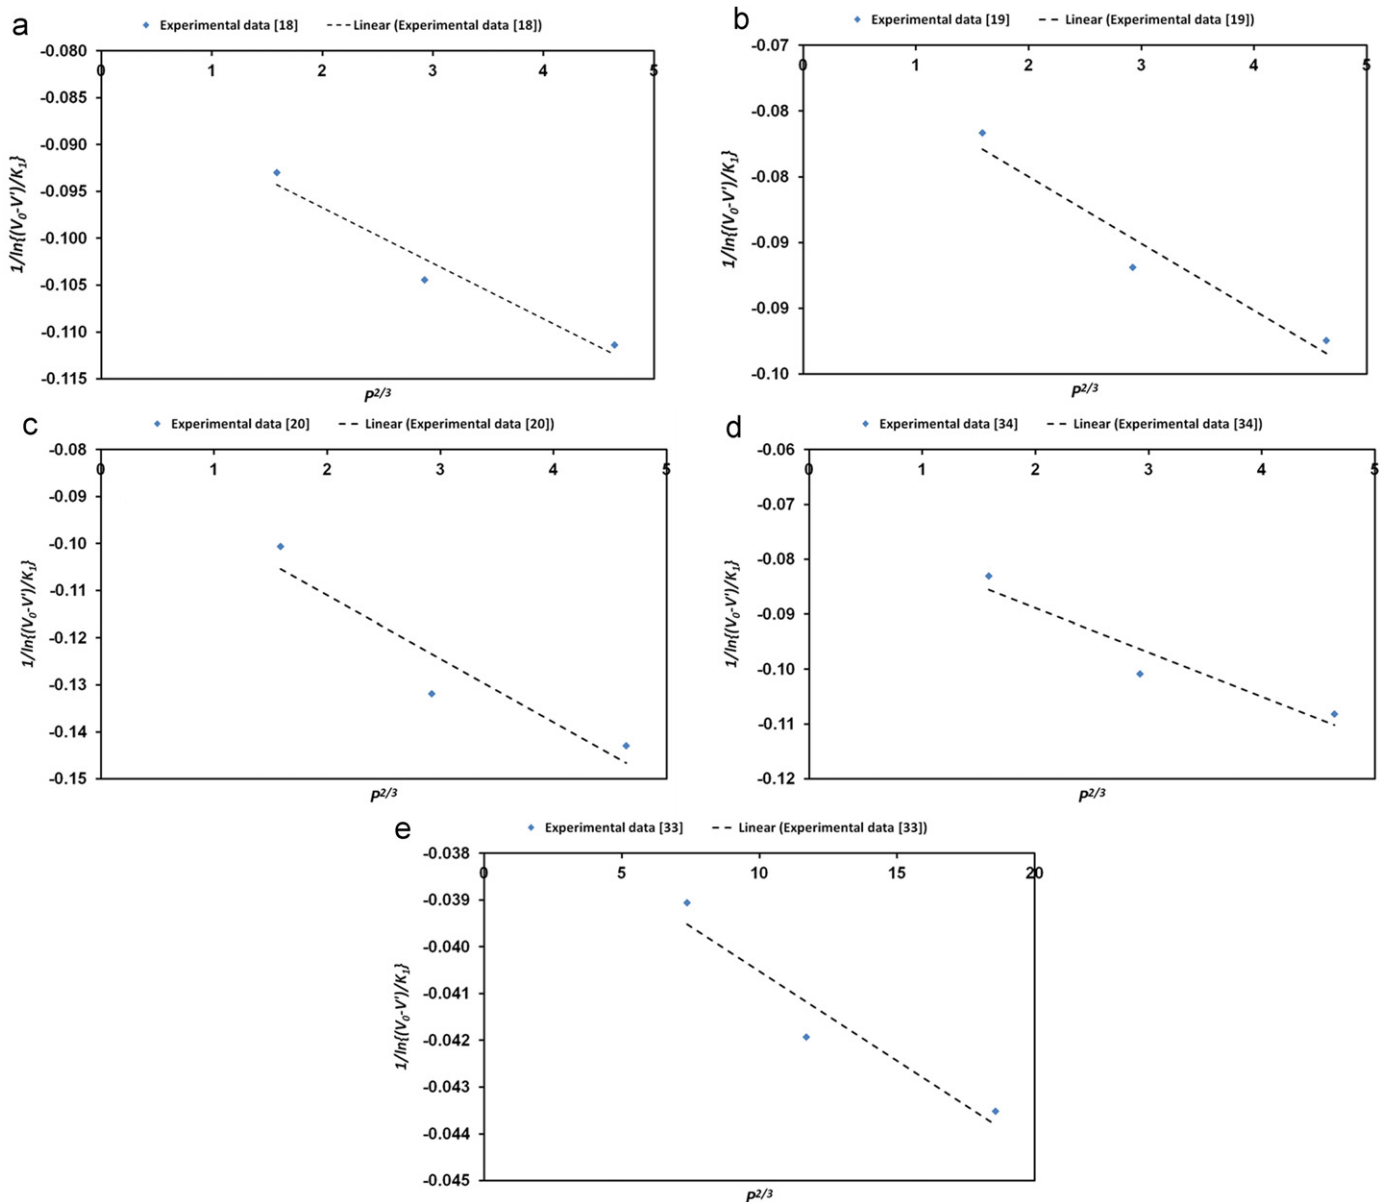 a
Experimental data [18]
Linear (Experimental data [18])
-0.080
0 1 2 3 4 5
-0.085
-0.090
-0.095
-0.100
-0.105
-0.110
-0.115
1/ln{(V0-V')/K1}
P2/3
b
Experimental data [19]
Linear (Experimental data [19])
-0.07
0 1 2 3 4 5
-0.08
-0.08
-0.09
-0.09
-0.10
1/ln{(V0-V')/K1}
P2/3
c
Experimental data [20]
Linear (Experimental data [20])
-0.08
0 1 2 3 4 5
-0.09
-0.10
-0.11
-0.12
-0.13
-0.14
-0.15
1/ln{(V0-V')/K1}
P2/3
d
Experimental data [34]
Linear (Experimental data [34])
-0.06
0 1 2 3 4 5
-0.07
-0.08
-0.09
-0.10
-0.11
-0.12
1/ln{(V0-V')/K1}
P2/3
e
Experimental data [33]
Linear (Experimental data [33])
-0.038
0 5 10 15 20
-0.039
-0.040
-0.041
-0.042
-0.043
-0.044
-0.045
1/ln{(V0-V')/K1}
P2/3